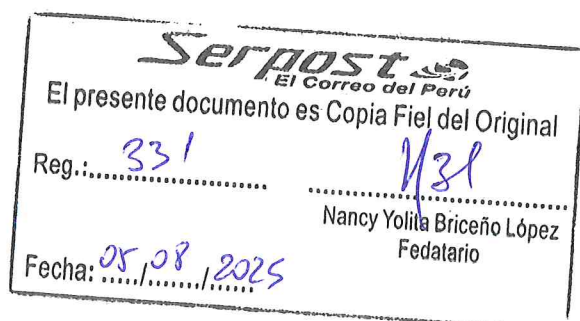 Serpost
El Correo del Perú
El presente documento es Copia Fiel del Original
Reg.: 331
Nancy Yolita Briceño López
Fedatario
Fecha: 05/08/2025